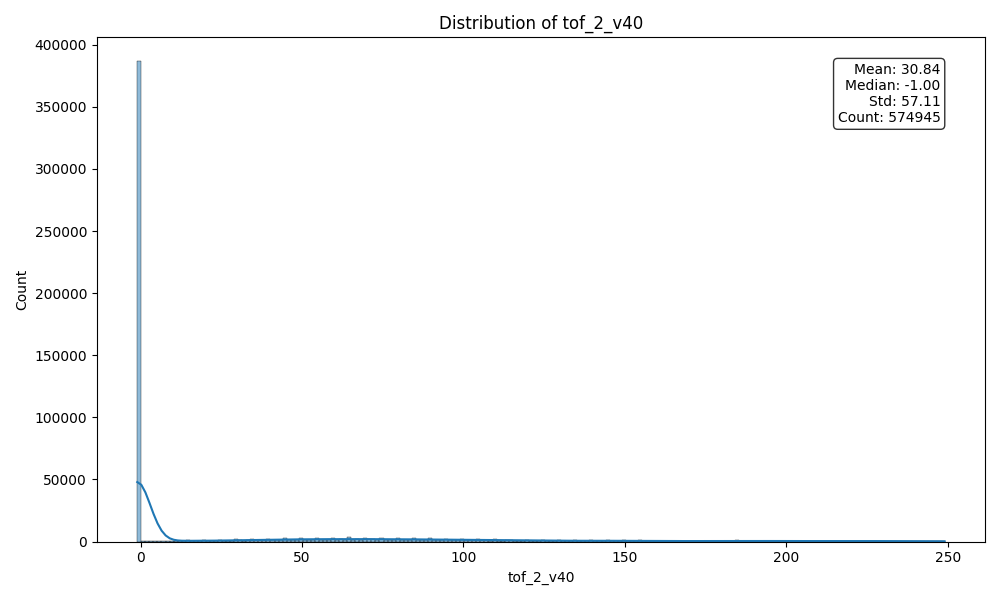 Distribution of tof_2_v40
400000
350000
300000
250000
200000
150000
100000
50000
0
Count
Mean: 30.84
Median: -1.00
Std: 57.11
Count: 574945
0 50 100 150 200 250
tof_2_v40